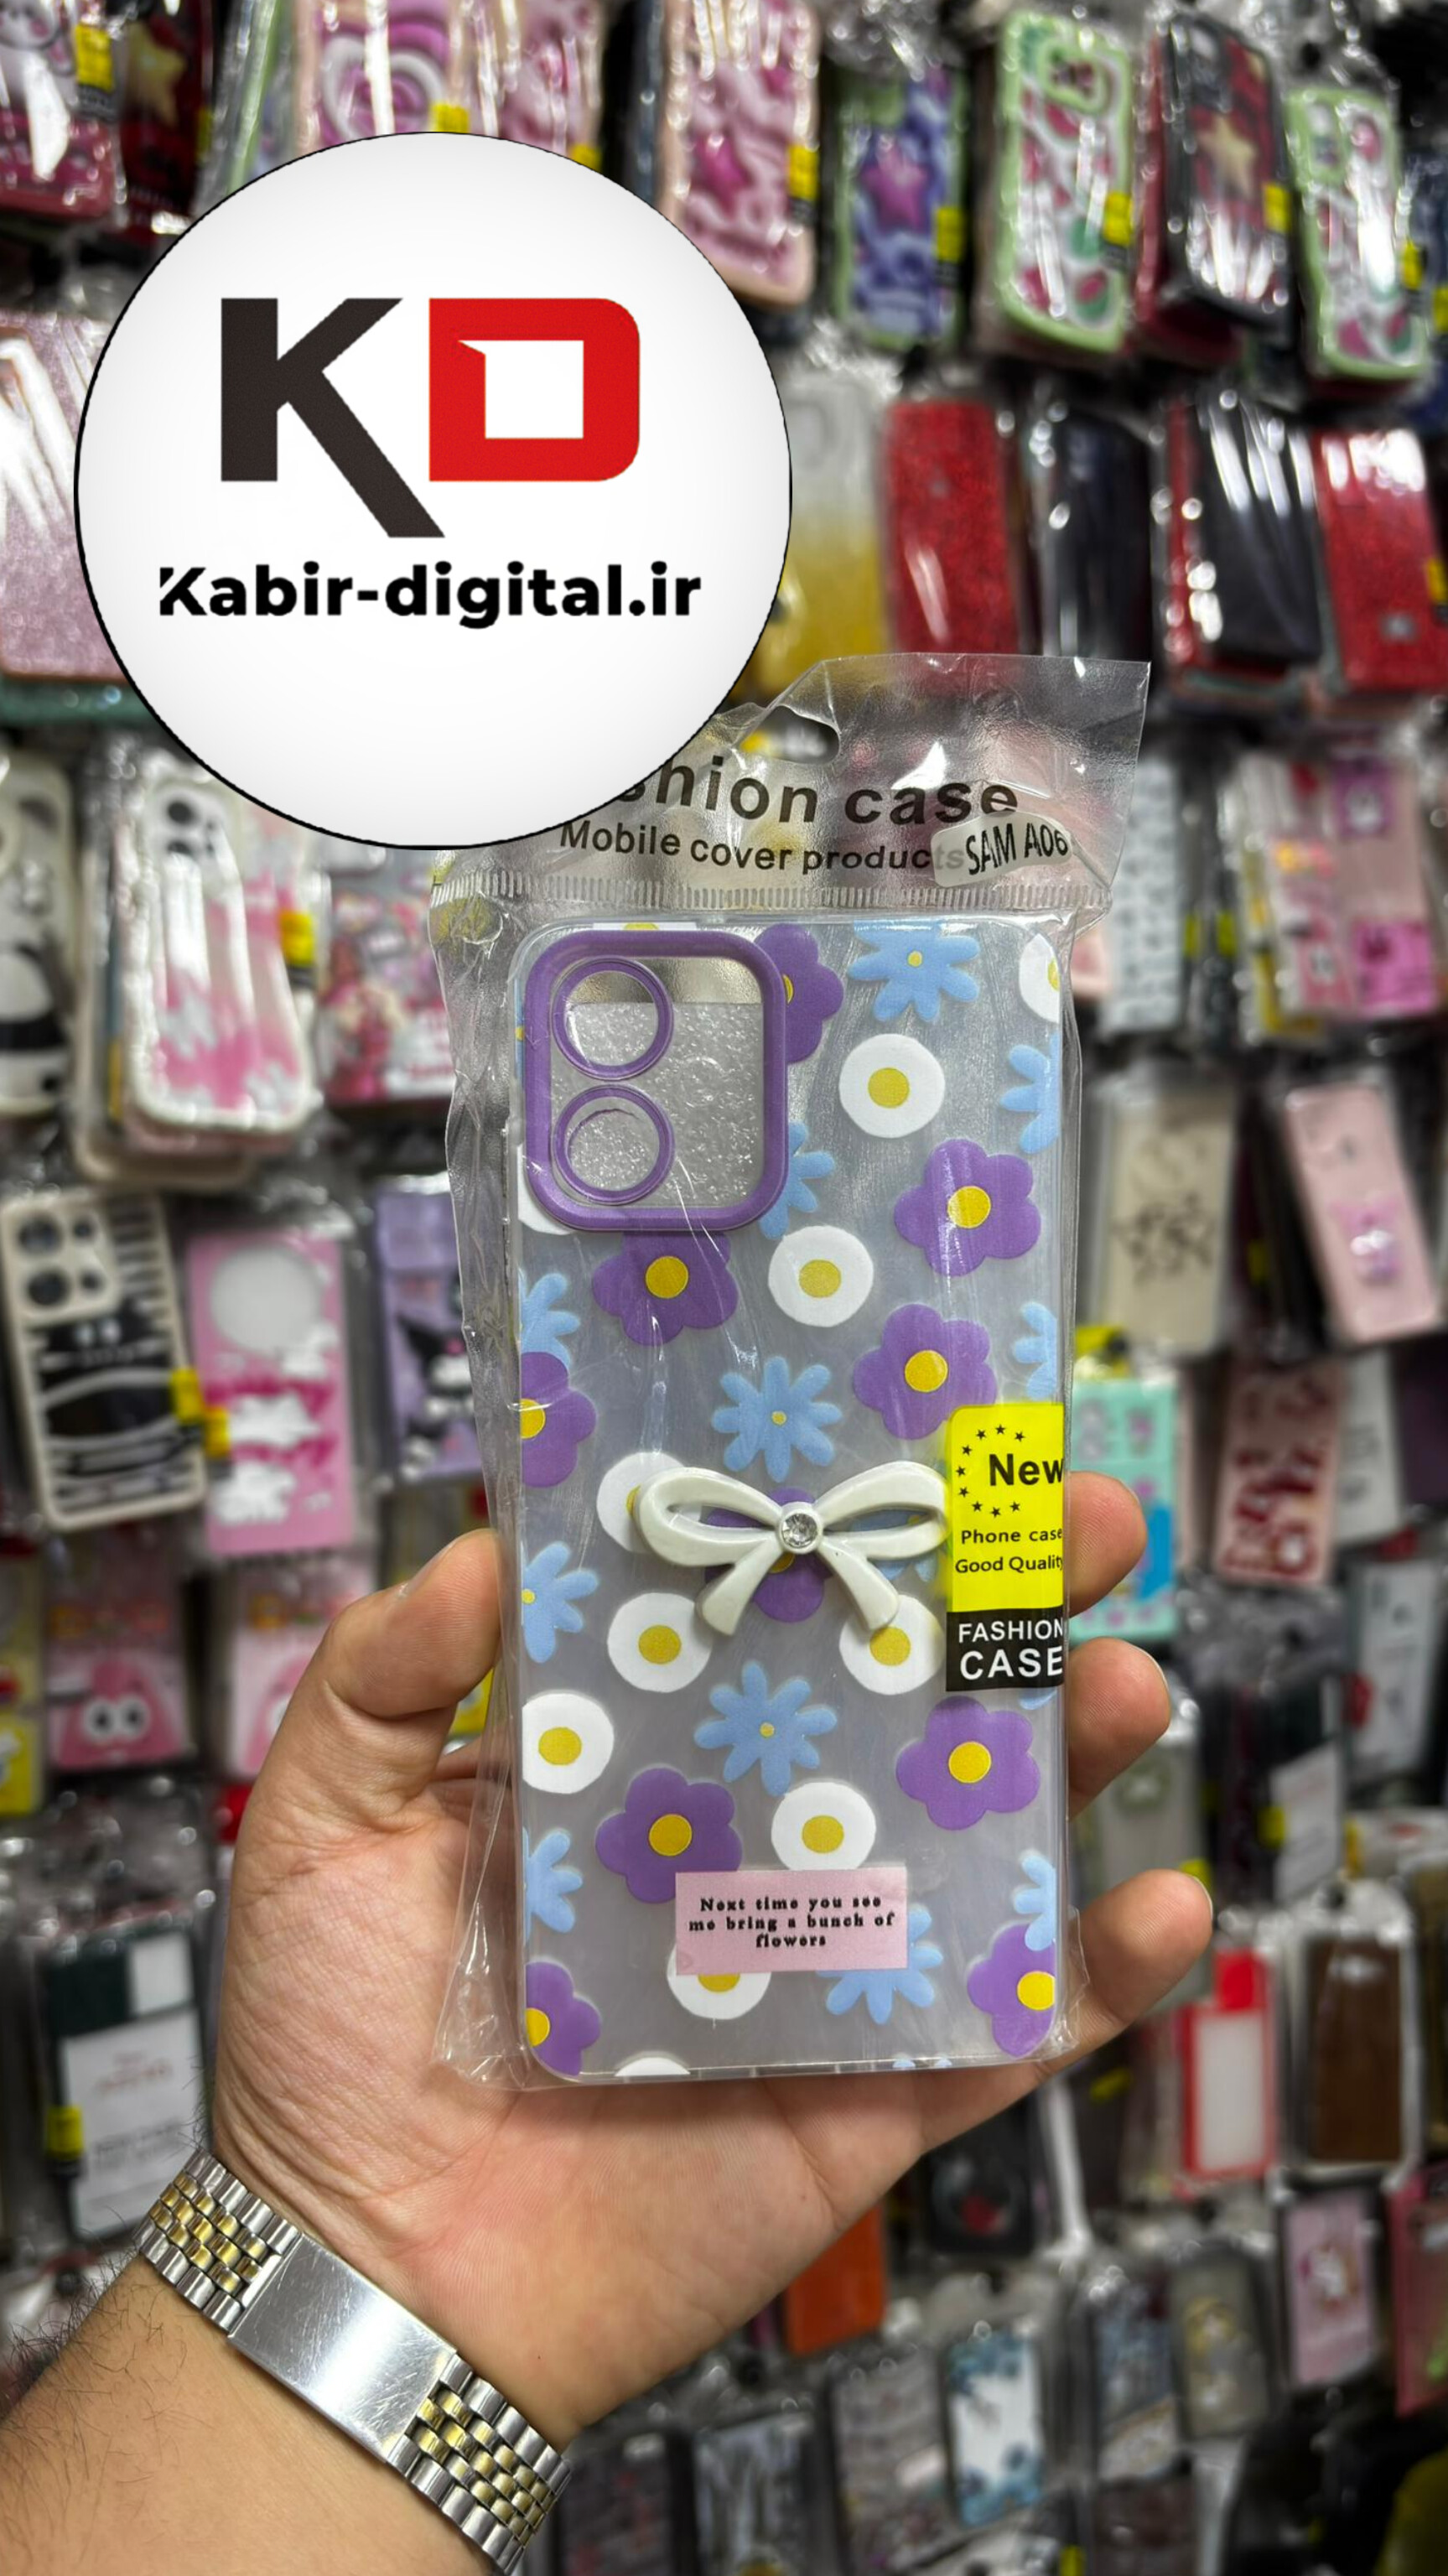 KD
Kabir-digital.ir
shion case
Mobile cover products
SAM A06
New
Phone case
Good Quality
FASHION
CASE
Next time you see
me bring a bunch of
flowers